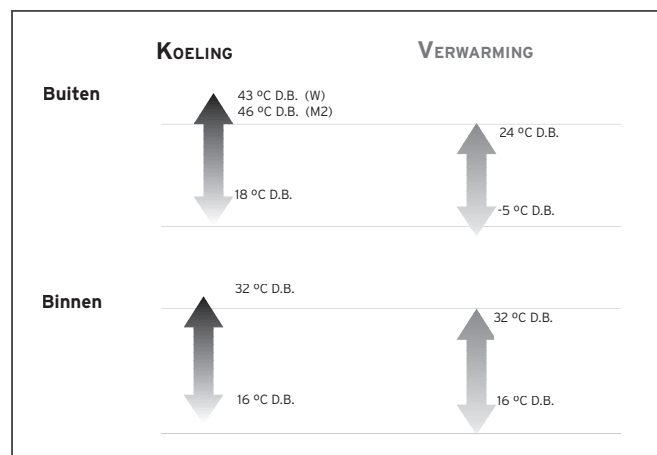 KOELING VERWARMING
Buiten
43 ºC D.B. (W)
46 ºC D.B. (M2)
24 ºC D.B.
18 ºC D.B.
-5 ºC D.B.
Binnen
32 ºC D.B.
32 ºC D.B.
16 ºC D.B.
16 ºC D.B.